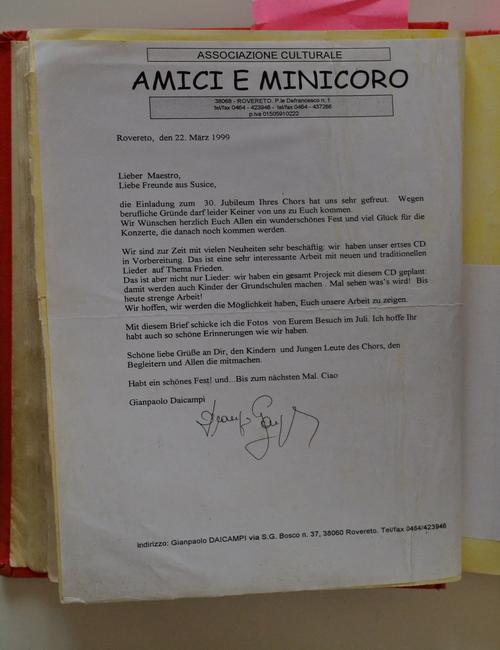 ASSOCIAZIONE CULTURALE
AMICI E MINICORO
38068 - ROVERETO. P.le Defrancesco n. 1
tel/fax 0464 - 423946 - tel/fax 0464 - 437266
p.iva 01505910222
Rovereto, den 22. März 1999
Lieber Maestro,
Liebe Freunde aus Susice,
die Einladung zum 30. Jubileum Ihres Chors hat uns sehr gefreut. Wegen
berufliche Gründe darf leider Keiner von uns zu Euch kommen.
Wir Wünschen herzlich Euch Allen ein wunderschönes Fest und viel Glück für die
Konzerte, die danach noch kommen werden.
Wir sind zur Zeit mit vielen Neuheiten sehr beschäftig: wir haben unser ertses CD
in Vorbereitung. Das ist eine sehr interessante Arbeit mit neuen und traditionellen
Lieder auf Thema Frieden.
Das ist aber nicht nur Lieder: wir haben ein gesamt Projeck mit diesem CD geplant:
damit werden auch Kinder der Grundschulen machen. Mal sehen was's wird! Bis
heute strenge Arbeit!
Wir hoffen, wir werden die Möglichkeit haben, Euch unsere Arbeit zu zeigen.
Mit diesem Brief schicke ich die Fotos von Eurem Besuch im Juli. Ich hoffe Ihr
habt auch so schöne Erinnerungen wie wir haben.
Schöne liebe Grüße an Dir, den Kindern und Jungen Leute des Chors, den
Begleitern und Allen die mitmachen.
Habt ein schönes Fest! und...Bis zum nächsten Mal. Ciao
Gianpaolo Daicampi
Indirizzo: Gianpaolo DAICAMPI via S.G. Bosco n. 37, 38060 Rovereto. Tel/fax 0464/423946